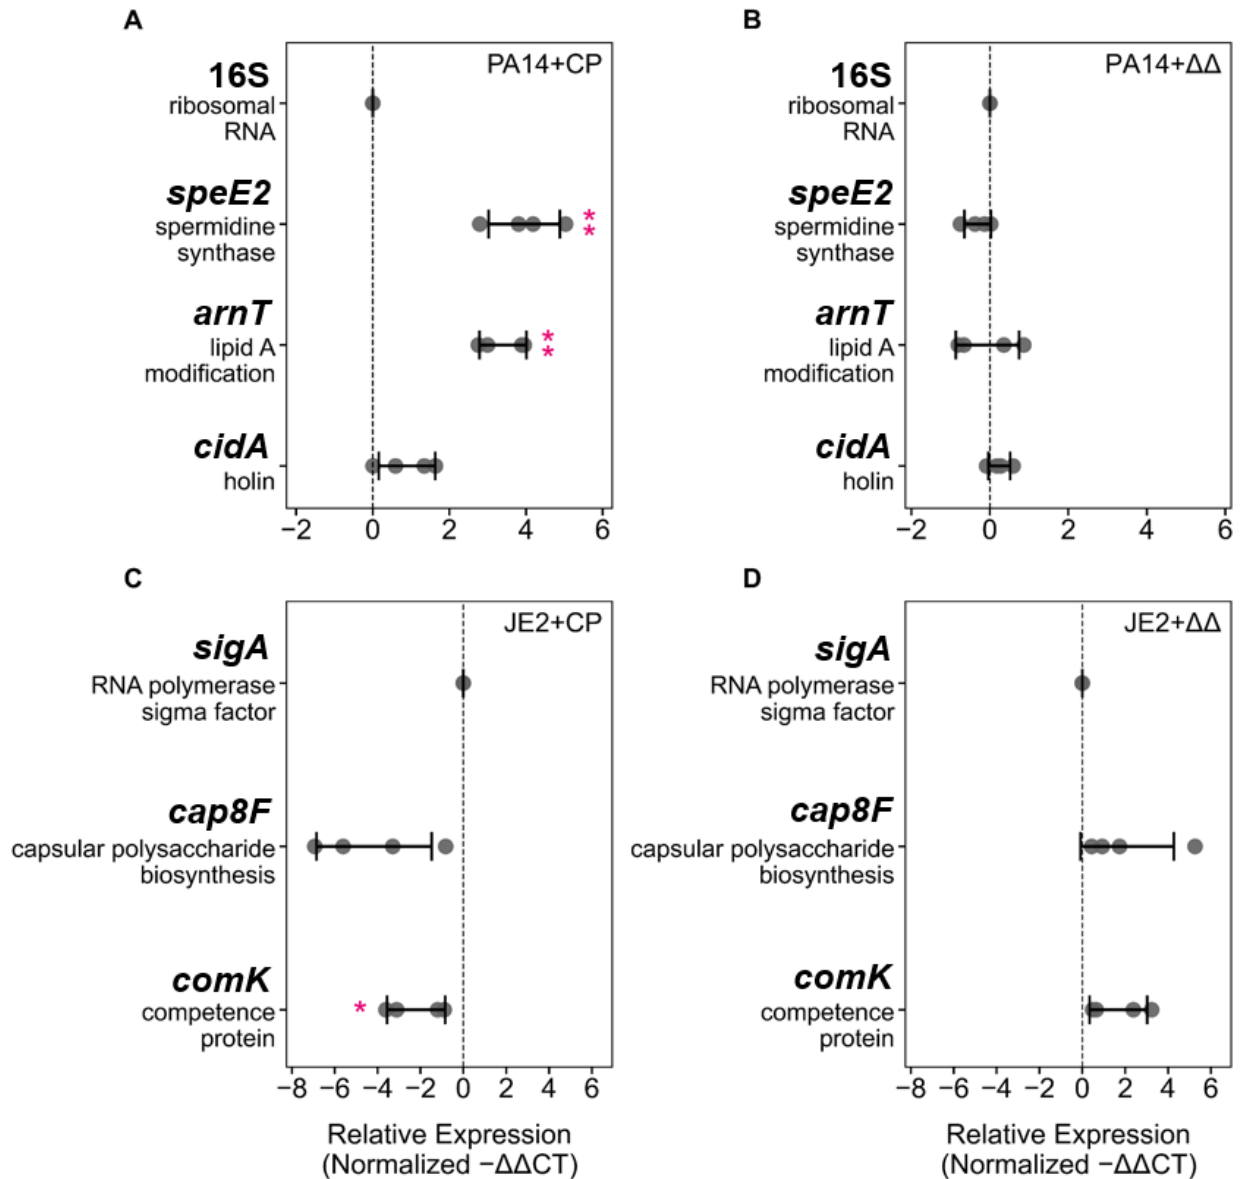 A
PA14+CP
16S
ribosomal
RNA
speE2
spermidine
synthase
*
*
arnT
lipid A
modification
*
*
cidA
holin
−2 0 2 4 6
B
PA14+ΔΔ
16S
ribosomal
RNA
speE2
spermidine
synthase
arnT
lipid A
modification
cidA
holin
−2 0 2 4 6
C
JE2+CP
sigA
RNA polymerase
sigma factor
cap8F
capsular polysaccharide
biosynthesis
comK
competence
protein
*
−8 −6 −4 −2 0 2 4 6
Relative Expression
(Normalized −ΔΔCT)
D
JE2+ΔΔ
sigA
RNA polymerase
sigma factor
cap8F
capsular polysaccharide
biosynthesis
comK
competence
protein
−8 −6 −4 −2 0 2 4 6
Relative Expression
(Normalized −ΔΔCT)